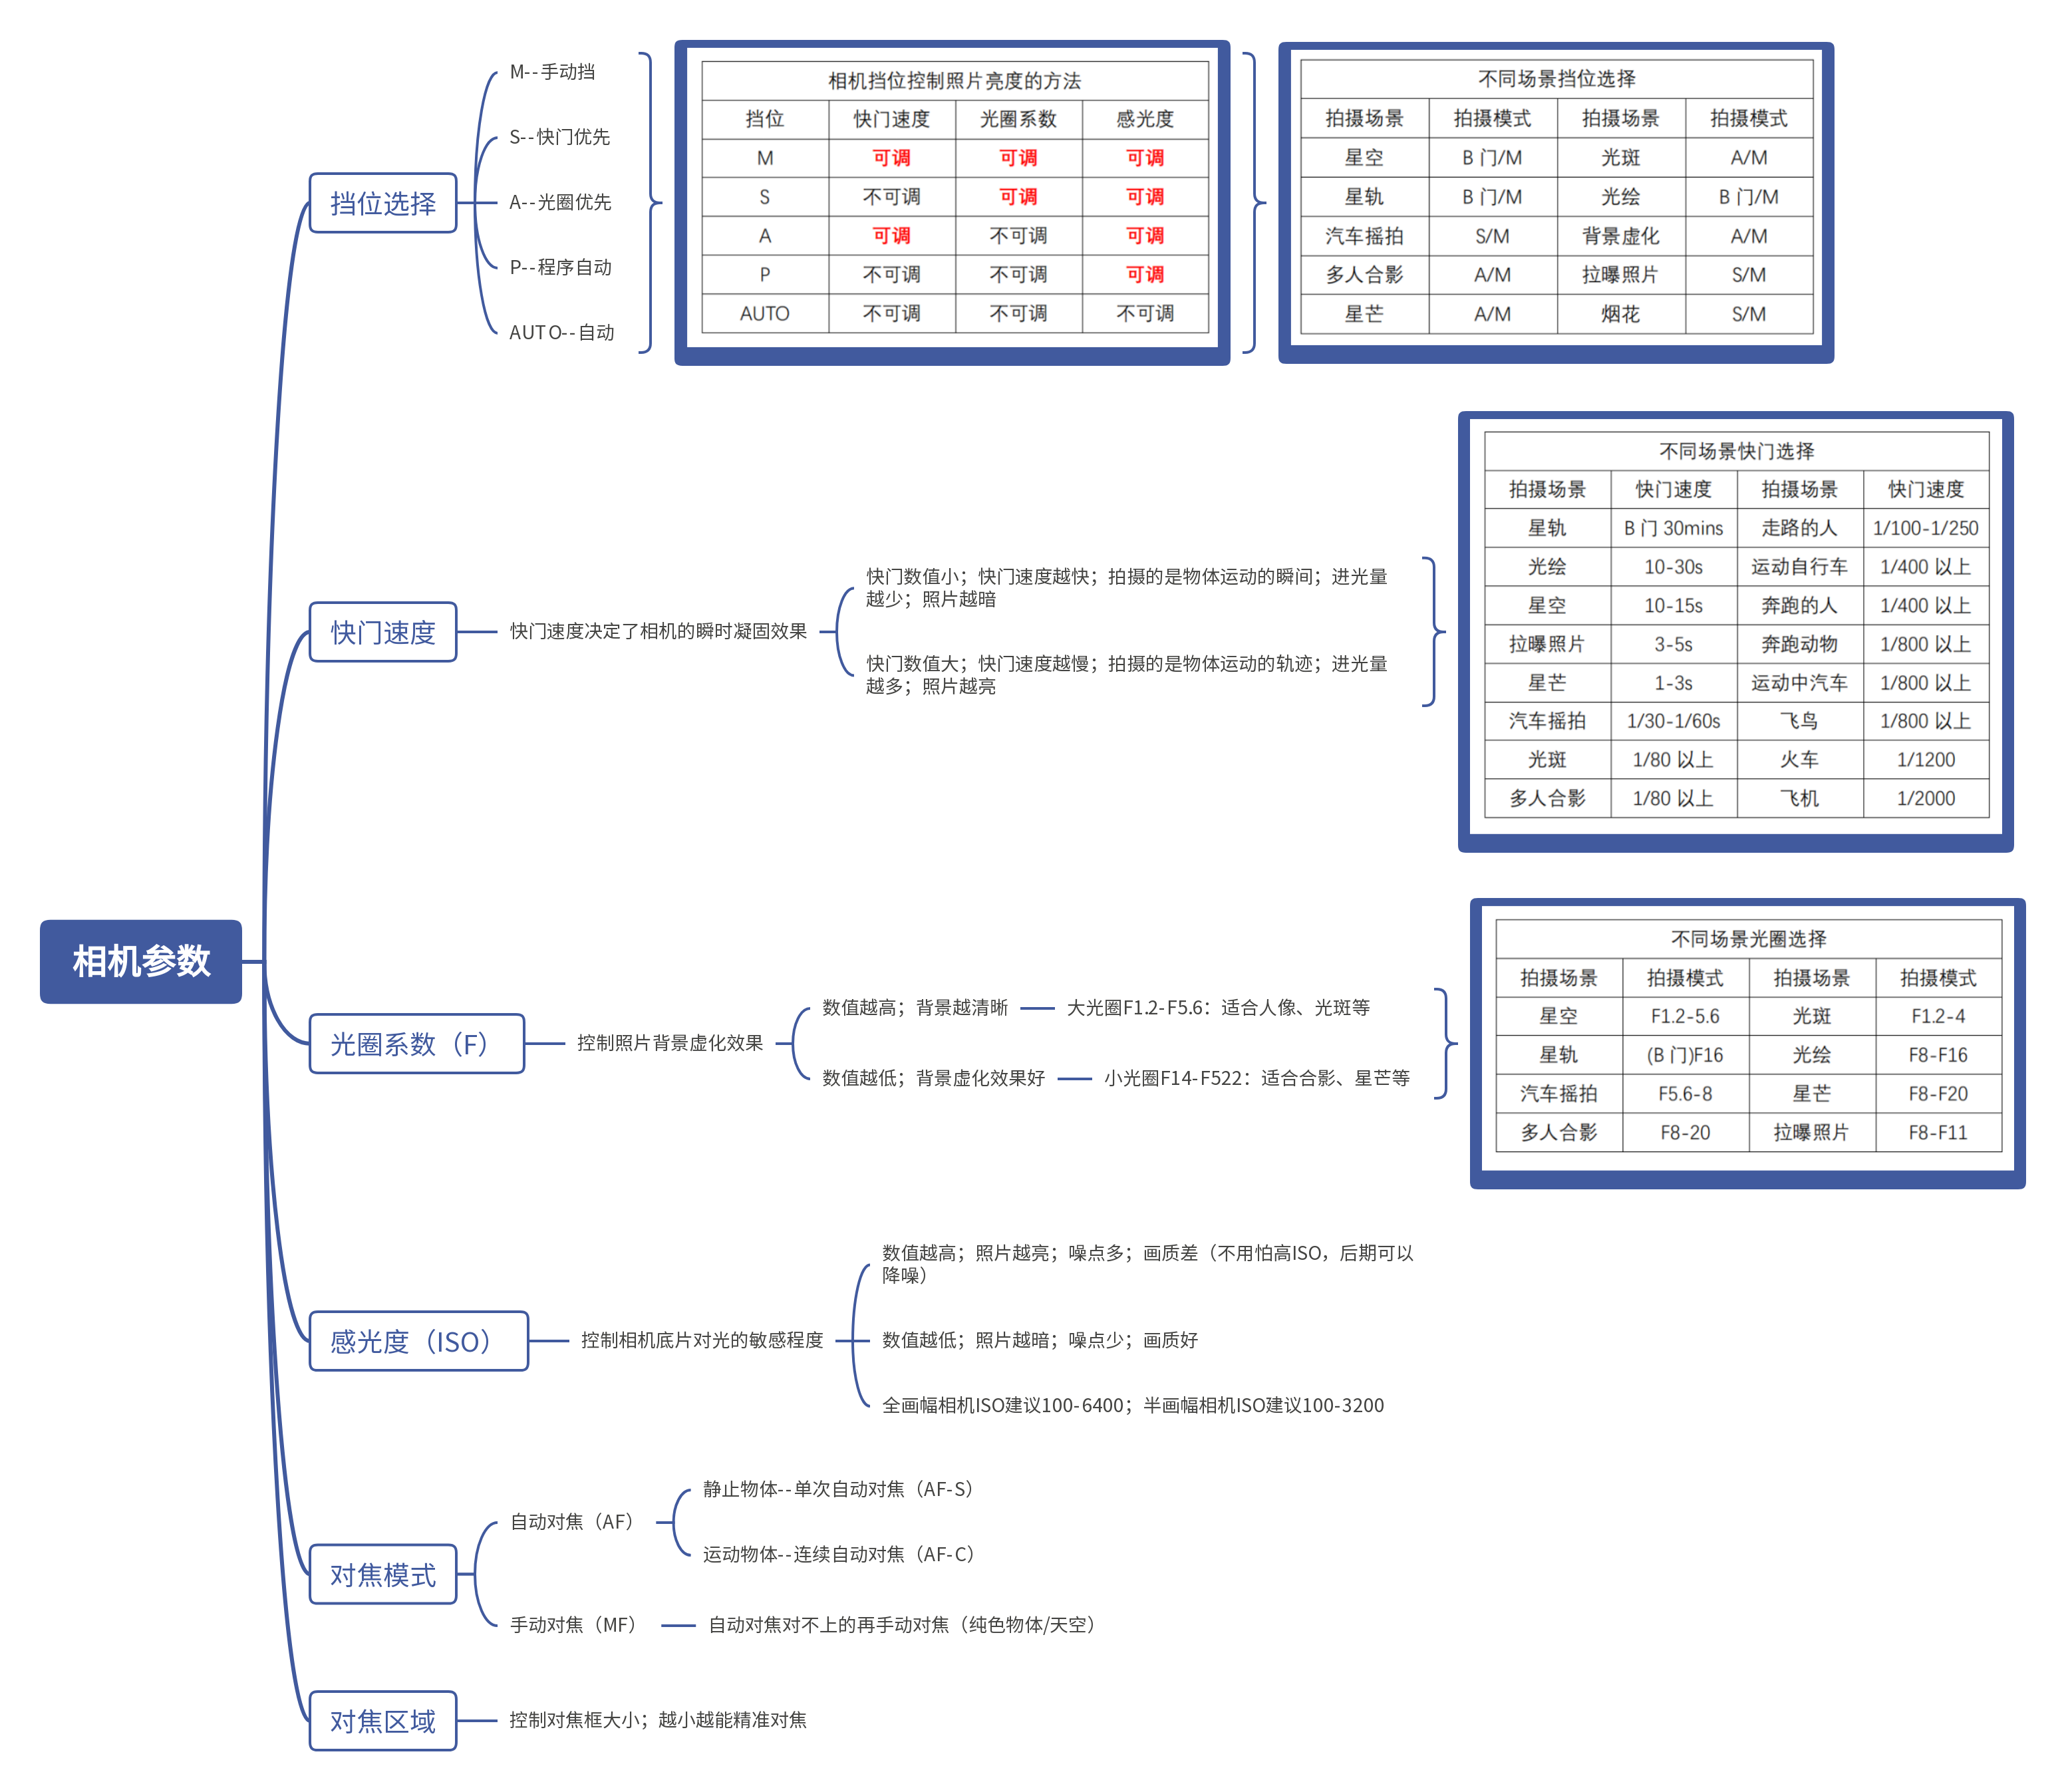 相机参数
挡位选择
M--手动挡
S--快门优先
A--光圈优先
P--程序自动
AUTO--自动
相机挡位控制照片亮度的方法
挡位 快门速度 光圈系数 感光度
M 可调 可调 可调
S 不可调 可调 可调
A 可调 不可调 可调
P 不可调 不可调 可调
AUTO 不可调 不可调 不可调
不同场景挡位选择
拍摄场景 拍摄模式 拍摄场景 拍摄模式
星空 B 门/M 光斑 A/M
星轨 B 门/M 光绘 B 门/M
汽车摇拍 S/M 背景虚化 A/M
多人合影 A/M 拉曝照片 S/M
星芒 A/M 烟花 S/M
快门速度
快门速度决定了相机的瞬时凝固效果
快门数值小；快门速度越快；拍摄的是物体运动的瞬间；进光量
越少；照片越暗
快门数值大；快门速度越慢；拍摄的是物体运动的轨迹；进光量
越多；照片越亮
不同场景快门选择
拍摄场景 快门速度 拍摄场景 快门速度
星轨 B 门 30mins 走路的人 1/100-1/250
光绘 10-30s 运动自行车 1/400 以上
星空 10-15s 奔跑的人 1/400 以上
拉曝照片 3-5s 奔跑动物 1/800 以上
星芒 1-3s 运动中汽车 1/800 以上
汽车摇拍 1/30-1/60s 飞鸟 1/800 以上
光斑 1/80 以上 火车 1/1200
多人合影 1/80 以上 飞机 1/2000
光圈系数（F）
控制照片背景虚化效果
数值越高；背景越清晰
大光圈F1.2-F5.6：适合人像、光斑等
数值越低；背景虚化效果好
小光圈F14-F522：适合合影、星芒等
不同场景光圈选择
拍摄场景 拍摄模式 拍摄场景 拍摄模式
星空 F1.2-5.6 光斑 F1.2-4
星轨 (B 门)F16 光绘 F8-F16
汽车摇拍 F5.6-8 星芒 F8-F20
多人合影 F8-20 拉曝照片 F8-F11
感光度（ISO）
控制相机底片对光的敏感程度
数值越高；照片越亮；噪点多；画质差（不用怕高ISO，后期可以
降噪）
数值越低；照片越暗；噪点少；画质好
全画幅相机ISO建议100-6400；半画幅相机ISO建议100-3200
对焦模式
自动对焦（AF）
静止物体--单次自动对焦（AF-S）
运动物体--连续自动对焦（AF-C）
手动对焦（MF）
自动对焦对不上的再手动对焦（纯色物体/天空）
对焦区域
控制对焦框大小；越小越能精准对焦